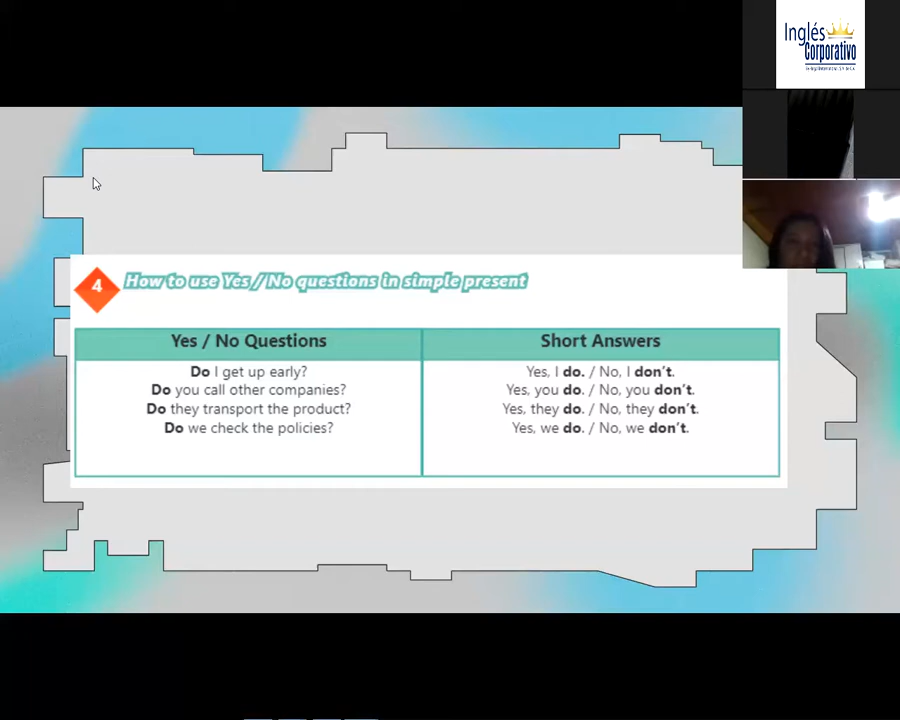 Inglés
Corporativo
4
How to use Yes / No questions in simple present
Yes / No Questions
Short Answers
Do I get up early?
Yes, I do. / No, I don't.
Do you call other companies?
Yes, you do. / No, you don't.
Do they transport the product?
Yes, they do. / No, they don't.
Do we check the policies?
Yes, we do. / No, we don't.